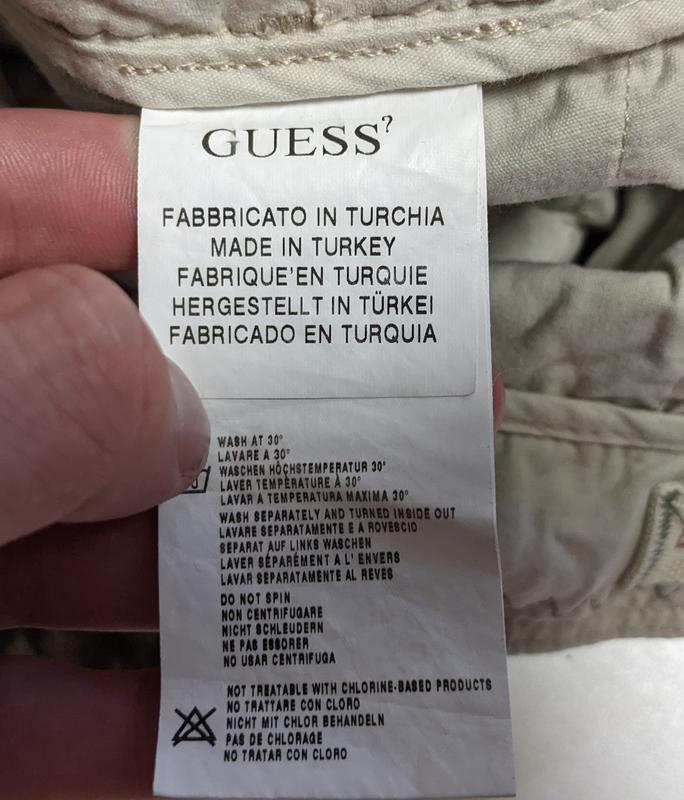 GUESS?
FABBRICATO IN TURCHIA
MADE IN TURKEY
FABRIQUE'EN TURQUIE
HERGESTELLT IN TÜRKEI
FABRICADO EN TURQUIA
WASH AT 30°
LAVARE A 30°
WASCHEN HÖCHSTEMPERATUR 30°
LAVER TEMPÈRATURE À 30°
LAVAR A TEMPERATURA MAXIMA 30°
WASH SEPARATELY AND TURNED INSIDE OUT
LAVARE SEPARATAMENTE E A ROVESCIO
SEPARAT AUF LINKS WASCHEN
LAVER SÉPARÉMENT A L' ENVERS
LAVAR SEPARATAMENTE AL REVES
DO NOT SPIN
NON CENTRIFUGARE
NICHT SCHLEUDERN
NE PAS ESSORER
NO USAR CENTRIFUGA
NOT TREATABLE WITH CHLORINE-BASED PRODUCTS
NO TRATTARE CON CLORO
NICHT MIT CHLOR BEHANDELN
PAS DE CHLORAGE
NO TRATAR CON CLORO